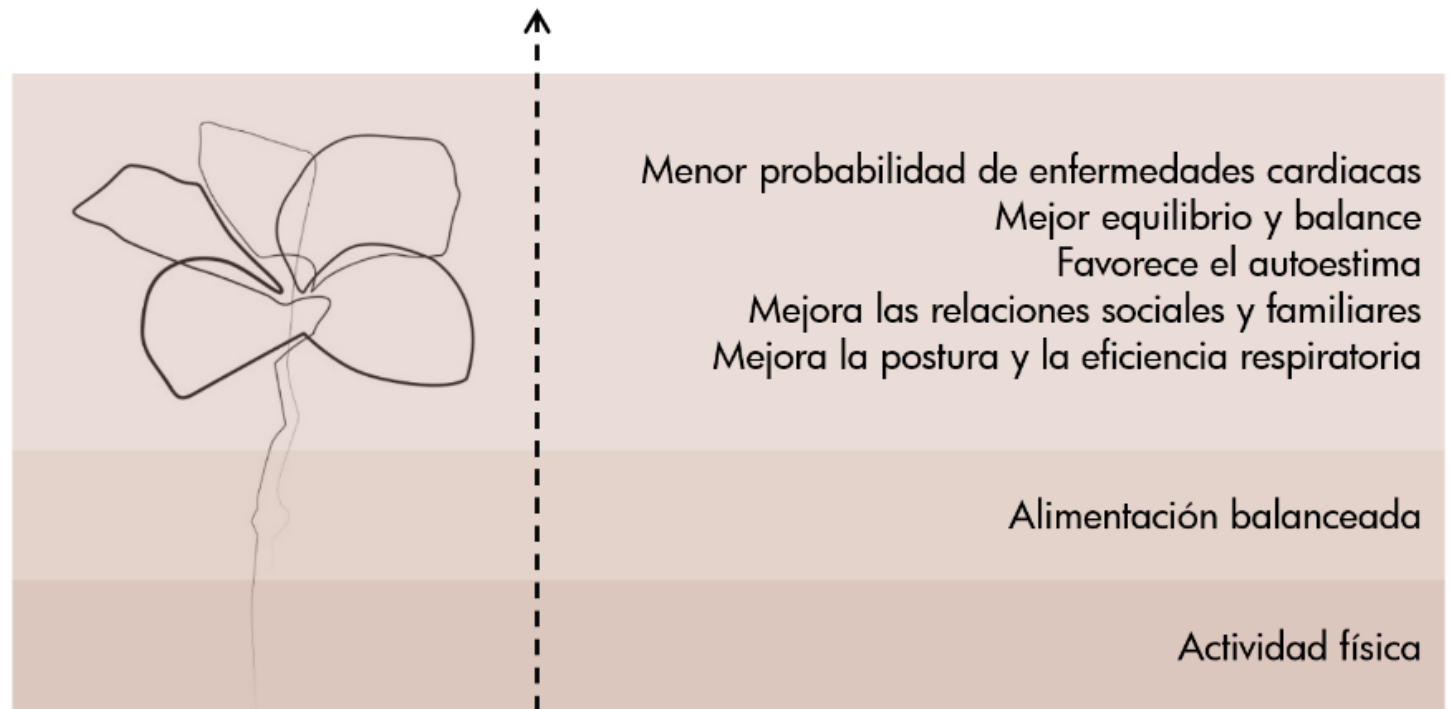 Menor probabilidad de enfermedades cardiacas
Mejor equilibrio y balance
Favorece el autoestima
Mejora las relaciones sociales y familiares
Mejora la postura y la eficiencia respiratoria
Alimentación balanceada
Actividad física